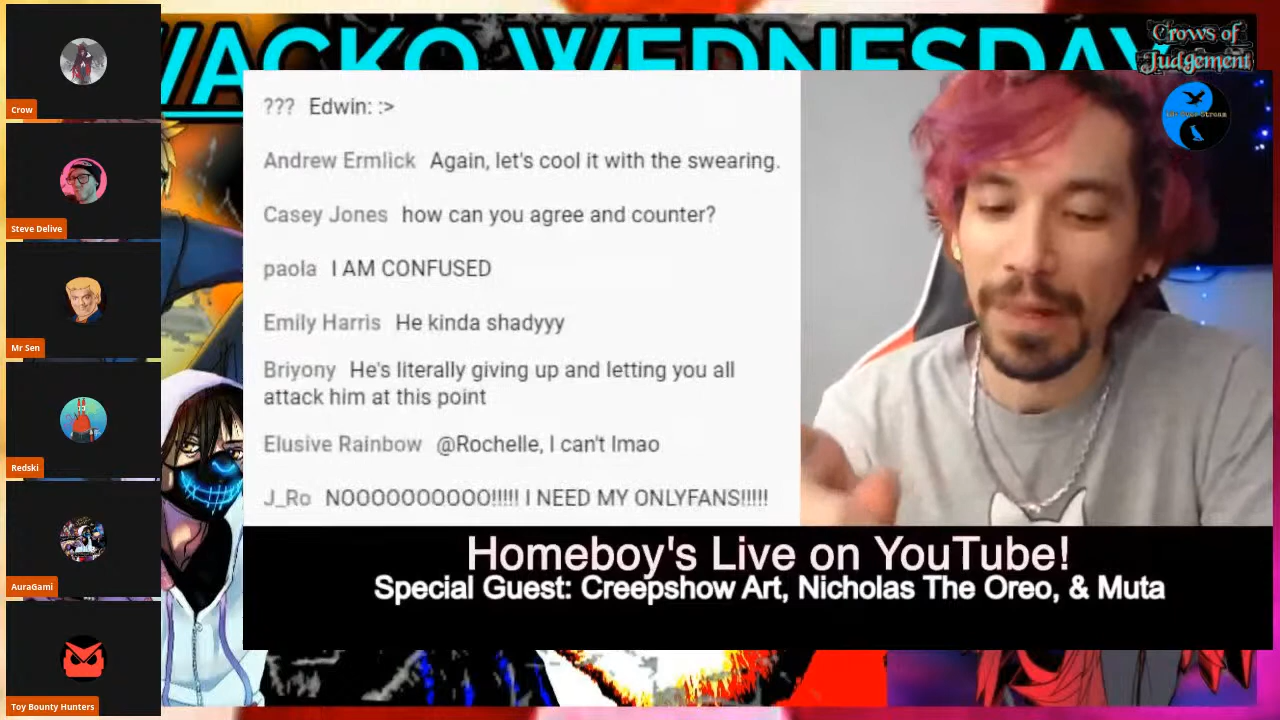 WACKO WEDNESDAY
Crows of
Judgement
Crow
Steve Delive
Mr Sen
Redski
AuraGami
Toy Bounty Hunters
??? Edwin: :>
Andrew Ermlick Again, let's cool it with the swearing.
Casey Jones how can you agree and counter?
paola I AM CONFUSED
Emily Harris He kinda shadyyy
Briyony He's literally giving up and letting you all
attack him at this point
Elusive Rainbow @Rochelle, I can't lmao
J_Ro NOOOOOOOOOO!!!!! I NEED MY ONLYFANS!!!!!
Homeboy's Live on YouTube!
Special Guest: Creepshow Art, Nicholas The Oreo, & Muta